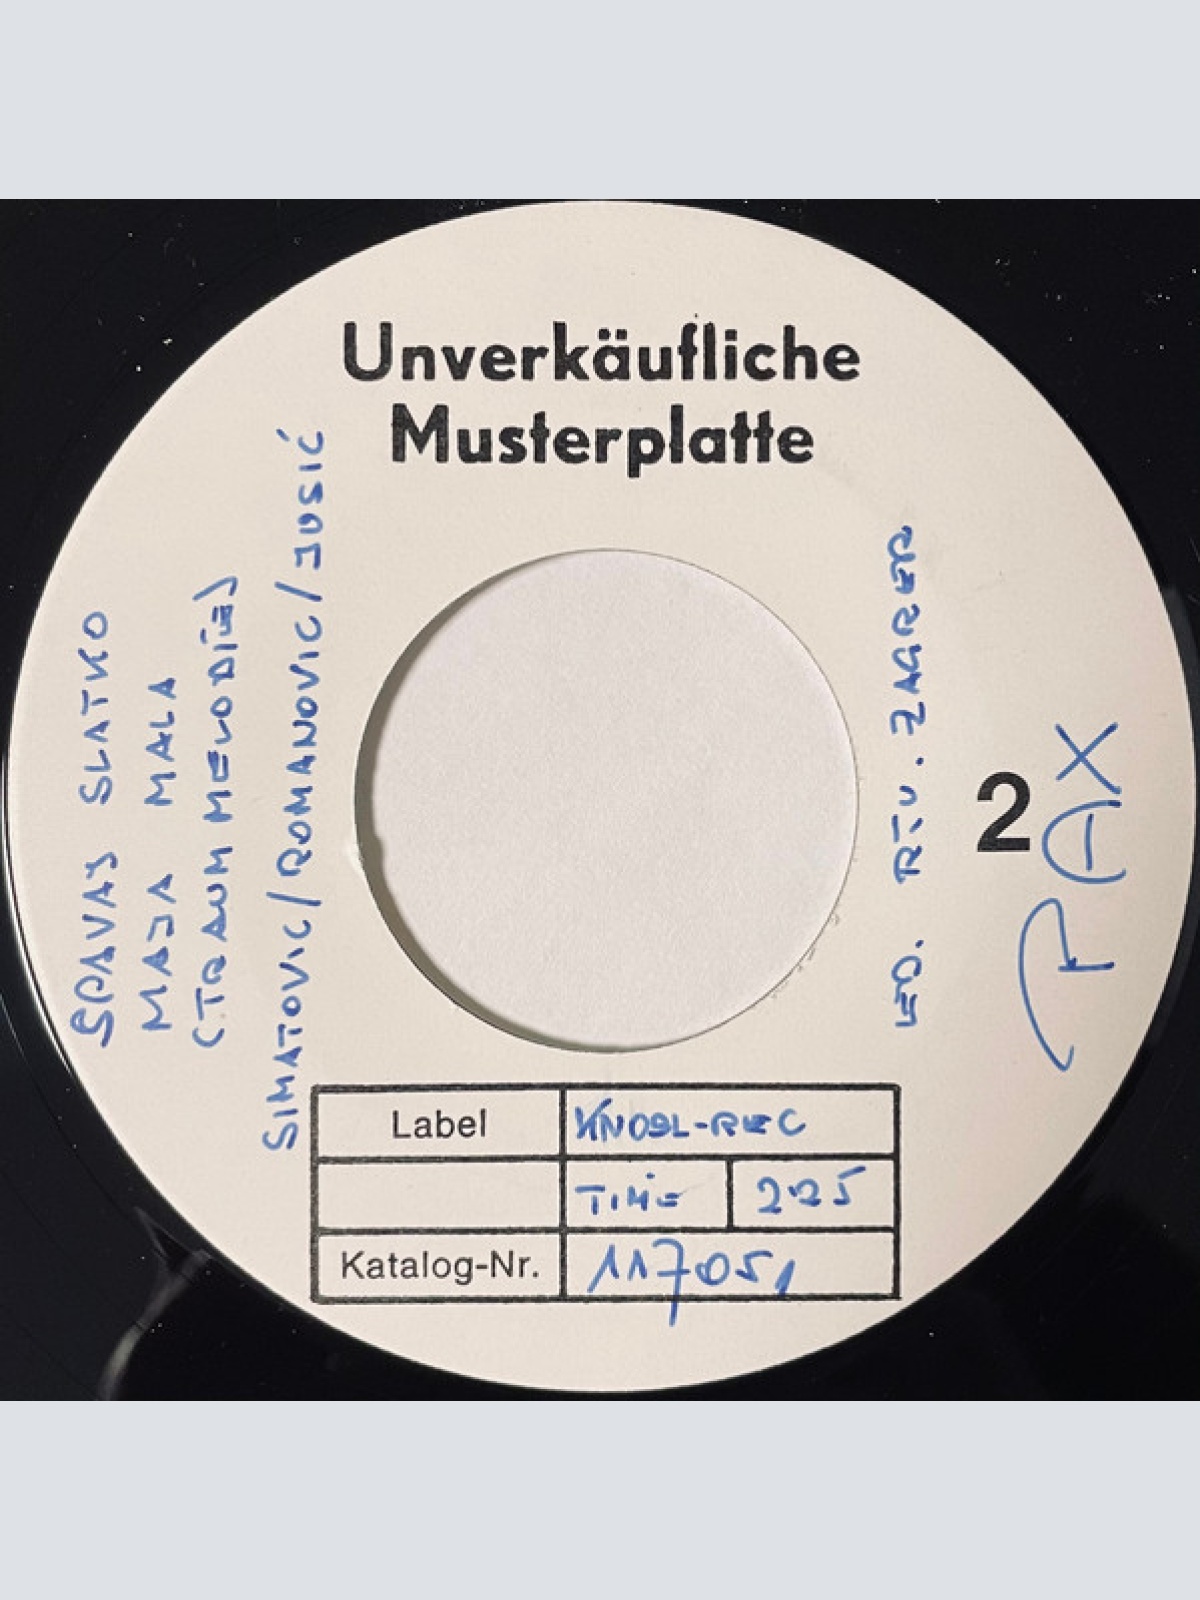 Unverkäufliche
Musterplatte
SPAVAJ SLATKO
MAJA MALA
(TRAUMMELODIE)
SIMATOVIC/ROMANOVIC/JUSIĆ
ED. RTV. ZAGREB
2
PAX
Label KNOBL-REC
TIME 2'25
Katalog-Nr. 117051